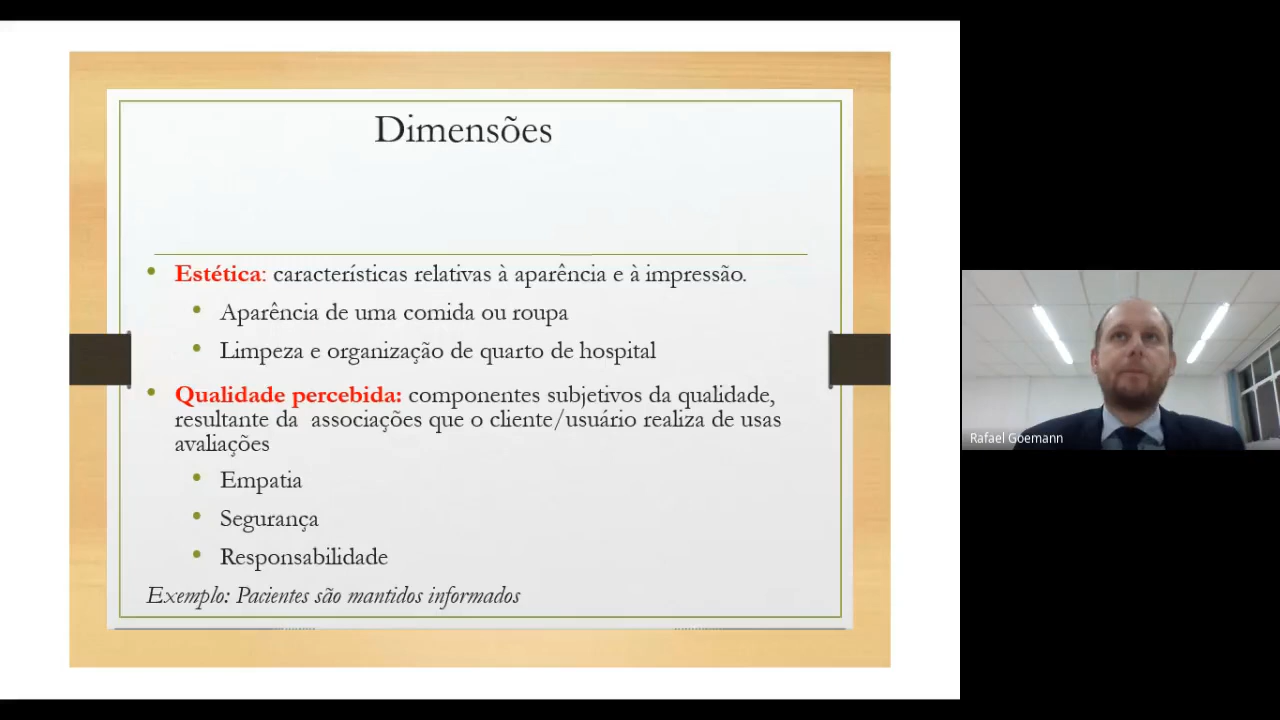 Dimensões
Estética: características relativas à aparência e à impressão.
Aparência de uma comida ou roupa
Limpeza e organização de quarto de hospital
Qualidade percebida: componentes subjetivos da qualidade,
resultante da associações que o cliente/usuário realiza de usas
avaliações
Empatia
Segurança
Responsabilidade
Exemplo: Pacientes são mantidos informados
Rafael Goemann